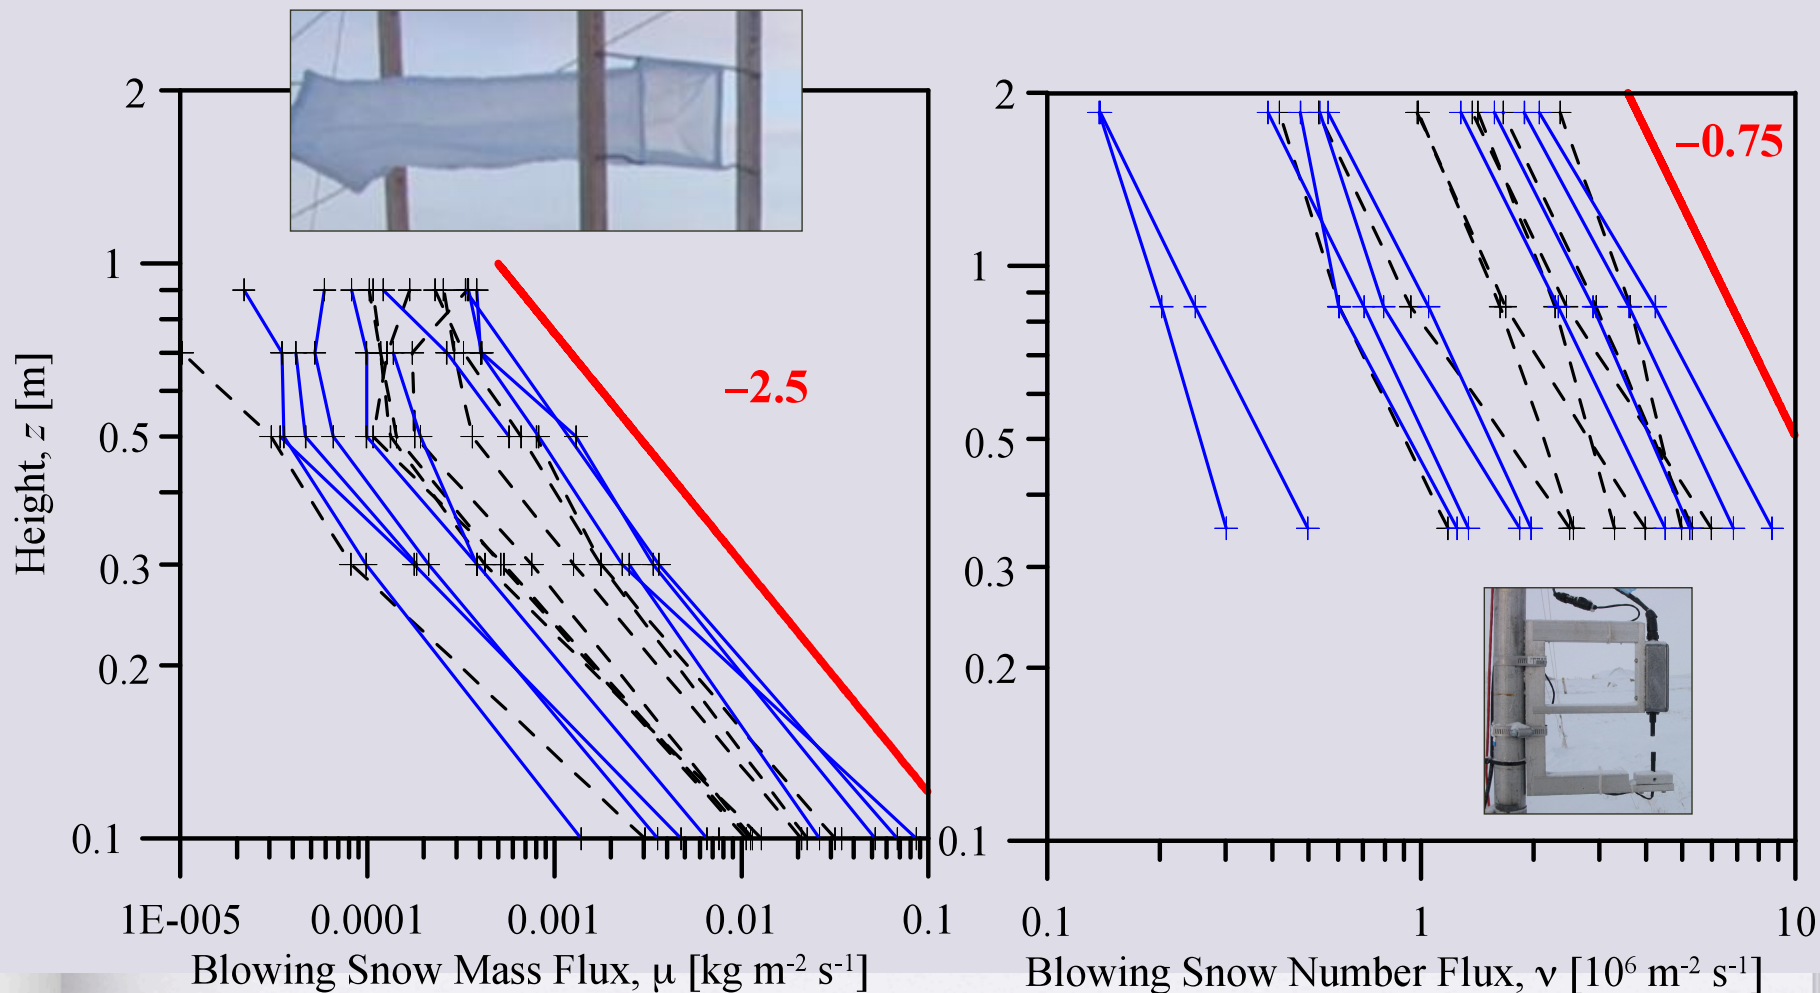 2
1
0.5
0.3
0.2
0.1
Height, z [m]
−2.5
1E-005 0.0001 0.001 0.01 0.1
Blowing Snow Mass Flux, μ [kg m⁻² s⁻¹]
2
1
0.5
0.3
0.2
0.1
−0.75
0.1 1 10
Blowing Snow Number Flux, ν [10⁶ m⁻² s⁻¹]